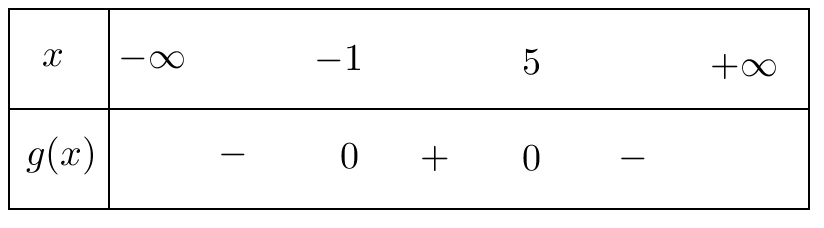 x −∞ −1 5 +∞
g(x) − 0 + 0 −